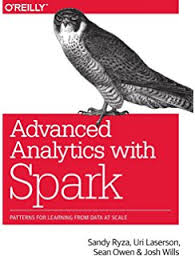 O'REILLY®
Advanced
Analytics with
Spark
PATTERNS FOR LEARNING FROM DATA AT SCALE
Sandy Ryza, Uri Laserson,
Sean Owen & Josh Wills